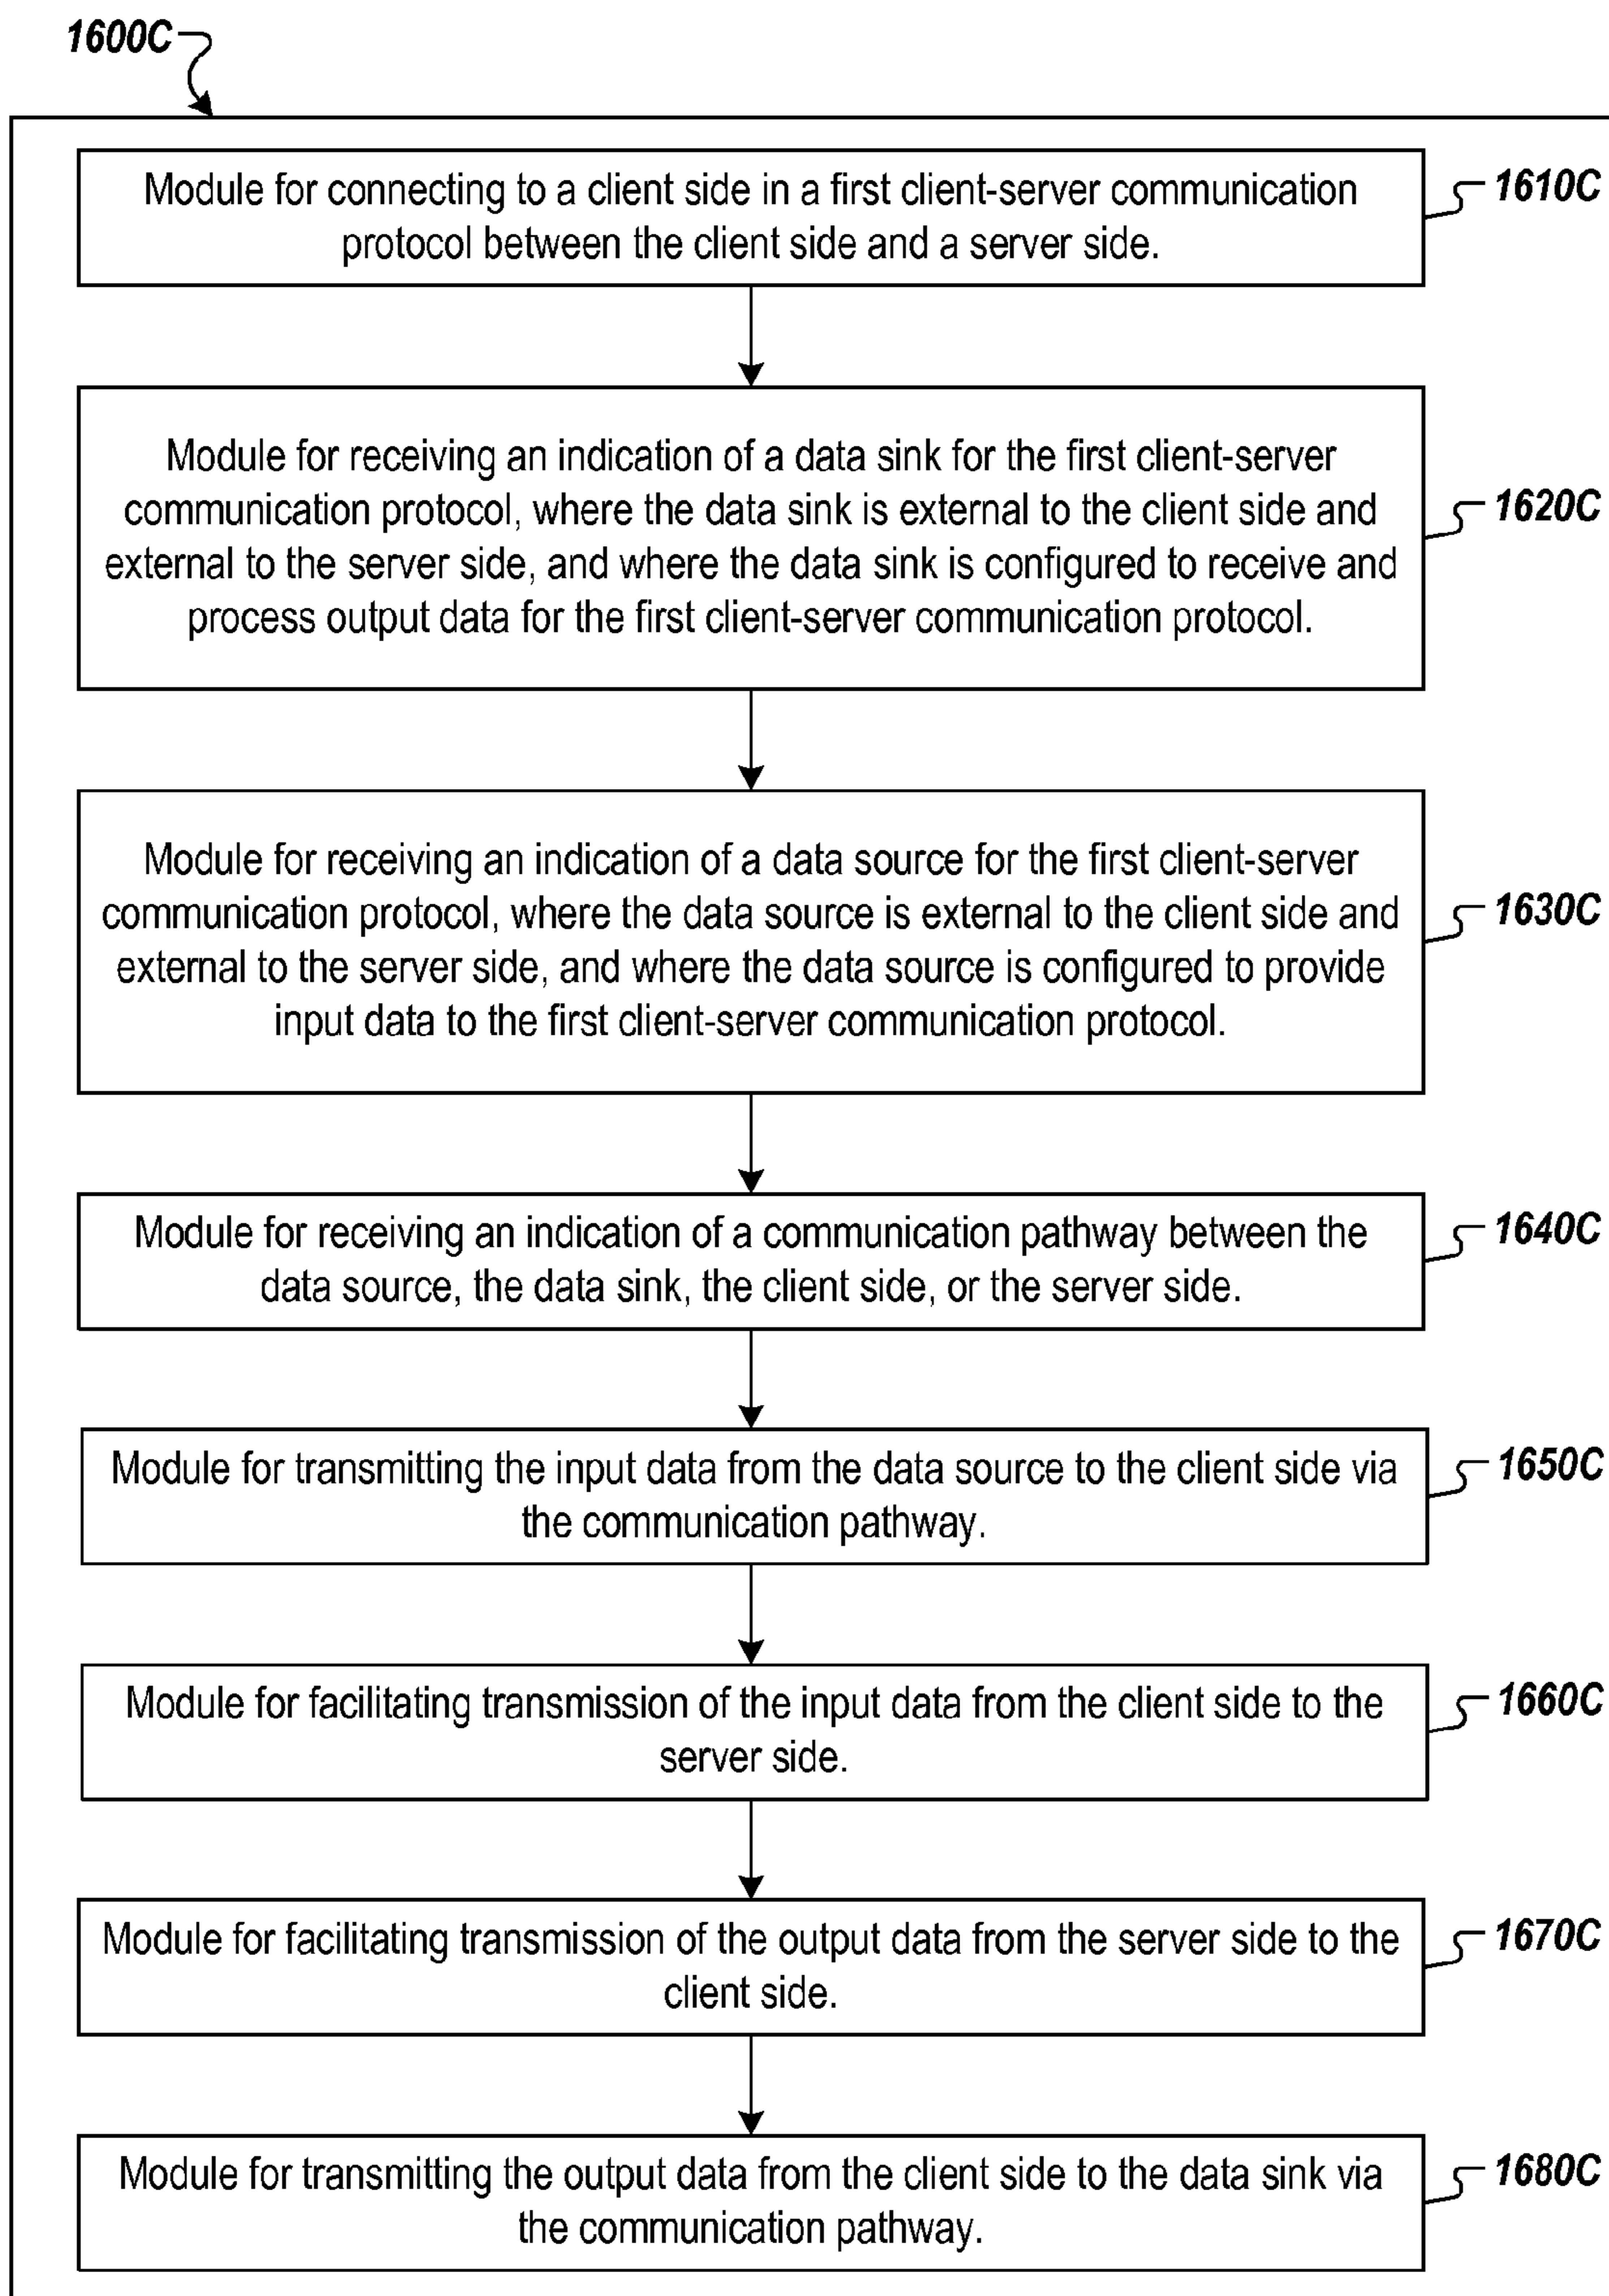 1600C
Module for connecting to a client side in a first client-server communication
protocol between the client side and a server side.
1610C
Module for receiving an indication of a data sink for the first client-server
communication protocol, where the data sink is external to the client side and
external to the server side, and where the data sink is configured to receive and
process output data for the first client-server communication protocol.
1620C
Module for receiving an indication of a data source for the first client-server
communication protocol, where the data source is external to the client side and
external to the server side, and where the data source is configured to provide
input data to the first client-server communication protocol.
1630C
Module for receiving an indication of a communication pathway between the
data source, the data sink, the client side, or the server side.
1640C
Module for transmitting the input data from the data source to the client side via
the communication pathway.
1650C
Module for facilitating transmission of the input data from the client side to the
server side.
1660C
Module for facilitating transmission of the output data from the server side to the
client side.
1670C
Module for transmitting the output data from the client side to the data sink via
the communication pathway.
1680C